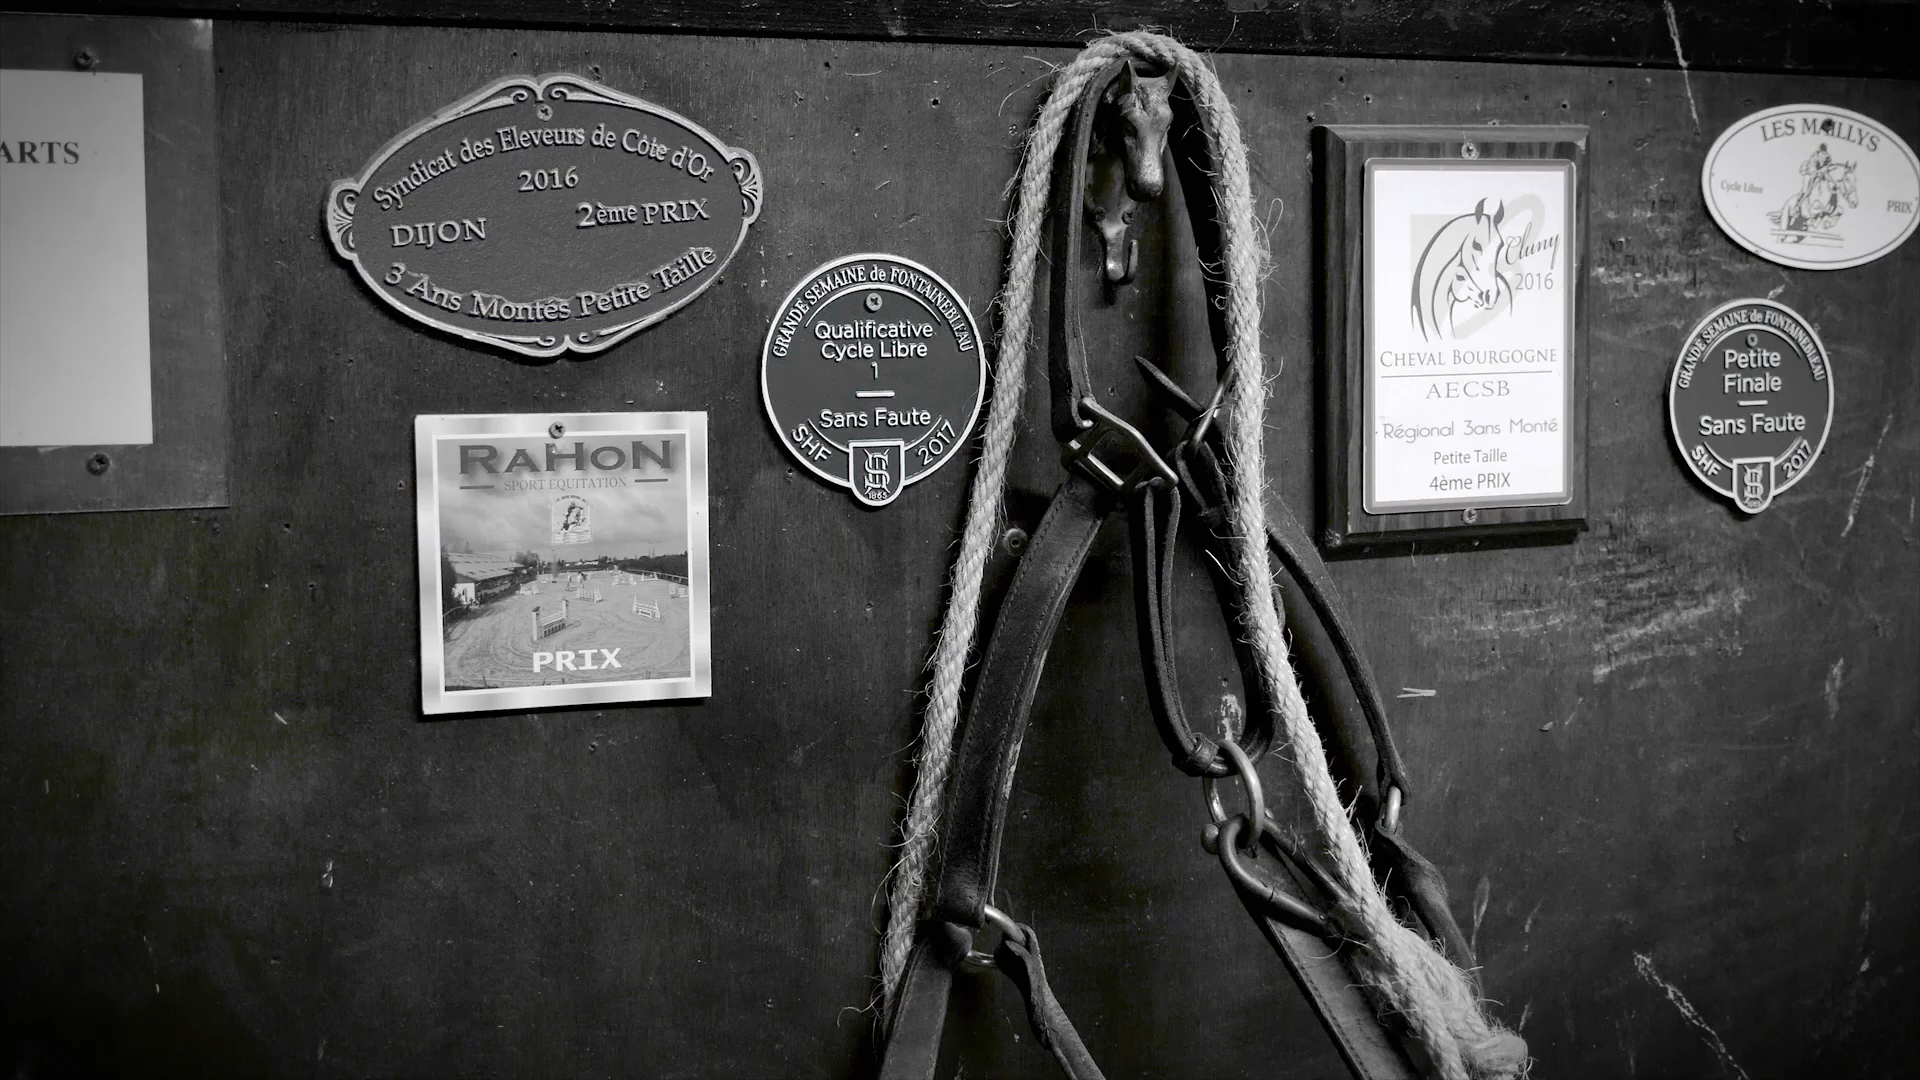 ARTS
Syndicat des Eleveurs de Côte d'Or
2016
DIJON
2ème PRIX
3 Ans Montés Petite Taille
RAHON
SPORT EQUITATION
PRIX
GRANDE SEMAINE de FONTAINEBLEAU
Qualificative
Cycle Libre
1
Sans Faute
SHF
2017
1865
Cluny
2016
CHEVAL BOURGOGNE
AECSB
Régional 3ans Monté
Petite Taille
4ème PRIX
LES MAILLYS
Cycle Libre
PRIX
GRANDE SEMAINE de FONTAINEBLEAU
Petite
Finale
Sans Faute
SHF
2017